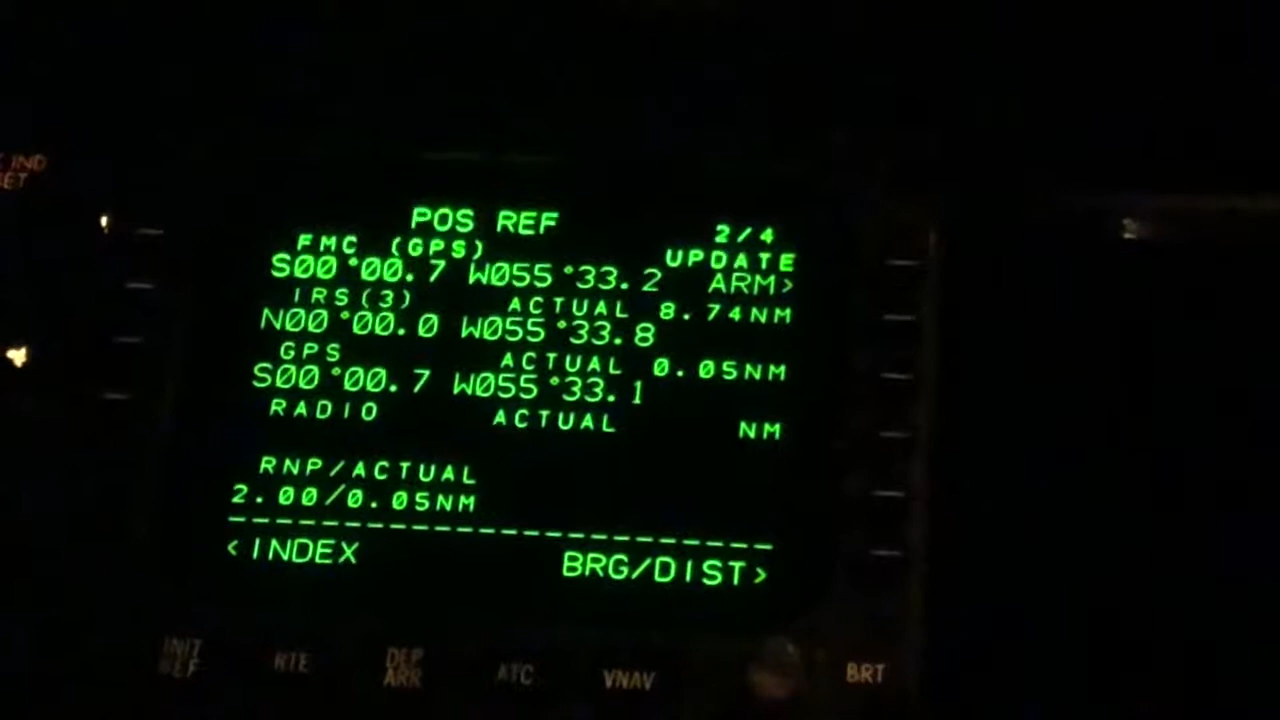 IND
POS REF
2/4
FMC (GPS)
UPDATE
S00°00.7 W055°33.2
ARM>
IRS(3)
ACTUAL 8.74NM
N00°00.0 W055°33.8
GPS
ACTUAL 0.05NM
S00°00.7 W055°33.1
RADIO
ACTUAL
NM
RNP/ACTUAL
2.00/0.05NM
<INDEX
BRG/DIST>
INIT
REF
RTE
DEP
ARR
ATC
VNAV
BRT